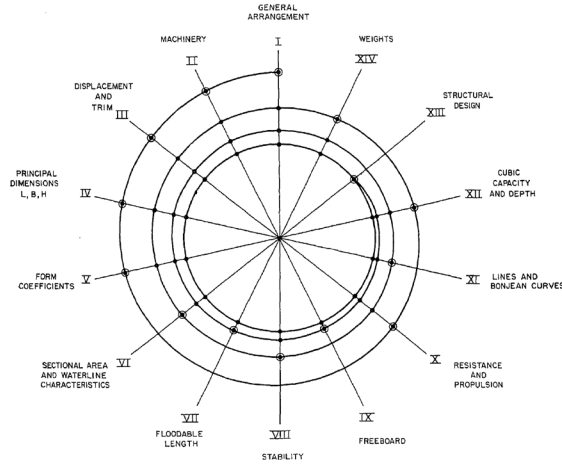 GENERAL
ARRANGEMENT
I
MACHINERY
II
WEIGHTS
XIV
DISPLACEMENT
AND
TRIM
III
STRUCTURAL
DESIGN
XIII
PRINCIPAL
DIMENSIONS
L, B, H
IV
CUBIC
CAPACITY
AND DEPTH
XII
FORM
COEFFICIENTS
V
LINES AND
BONJEAN CURVES
XI
SECTIONAL AREA
AND WATERLINE
CHARACTERISTICS
VI
RESISTANCE
AND
PROPULSION
X
VII
FLOODABLE
LENGTH
VIII
STABILITY
IX
FREEBOARD